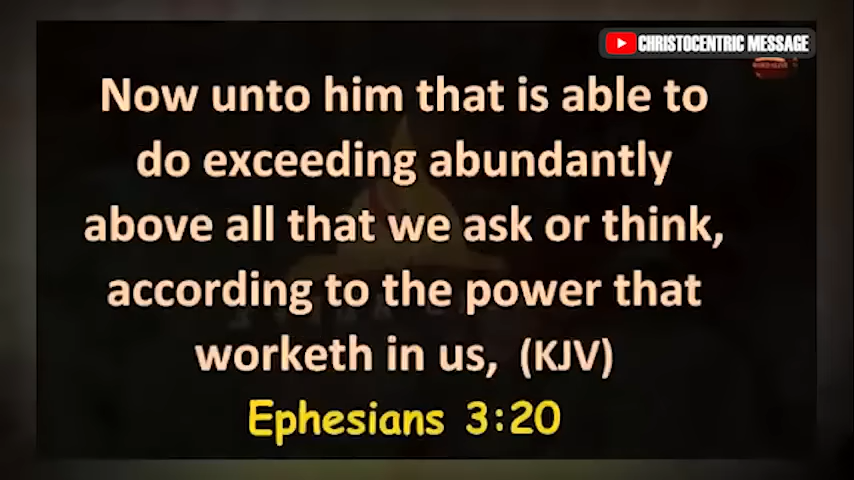 CHRISTOCENTRIC MESSAGE
Now unto him that is able to
do exceeding abundantly
above all that we ask or think,
according to the power that
worketh in us, (KJV)
Ephesians 3:20